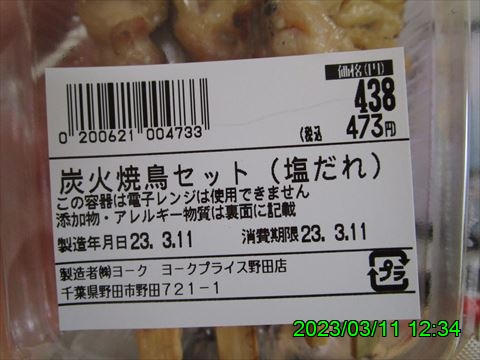 価格(円)
438
(税込 473円)
0 200621 004733
炭火焼鳥セット(塩だれ)
この容器は電子レンジは使用できません
添加物・アレルギー物質は裏面に記載
製造年月日23. 3.11 消費期限23. 3.11
製造者㈱ヨーク ヨークプライス野田店
千葉県野田市野田721-1
プラ
2023/03/11 12:34